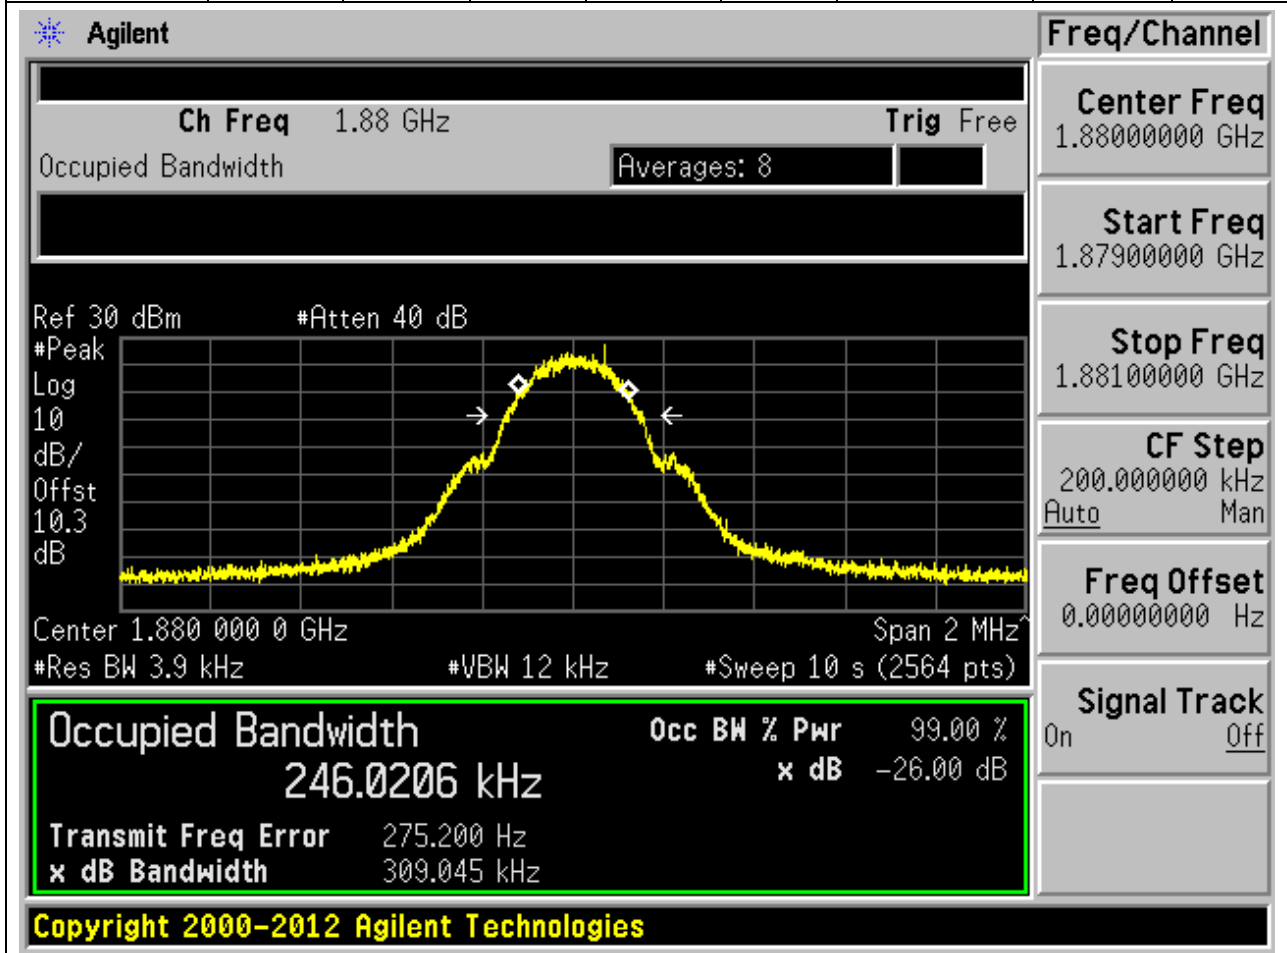 Agilent
Freq/Channel
Ch Freq 1.88 GHz Trig Free
Occupied Bandwidth Averages: 8
Center Freq
1.88000000 GHz
Start Freq
1.87900000 GHz
Stop Freq
1.88100000 GHz
CF Step
200.000000 kHz
Auto Man
Freq Offset
0.00000000 Hz
Signal Track
On Off
Ref 30 dBm #Atten 40 dB
#Peak
Log
10
dB/
Offst
10.3
dB
Center 1.880 000 0 GHz Span 2 MHz^
#Res BW 3.9 kHz #VBW 12 kHz #Sweep 10 s (2564 pts)
Occupied Bandwidth Occ BW % Pwr 99.00 %
246.0206 kHz x dB -26.00 dB
Transmit Freq Error 275.200 Hz
x dB Bandwidth 309.045 kHz
Copyright 2000-2012 Agilent Technologies